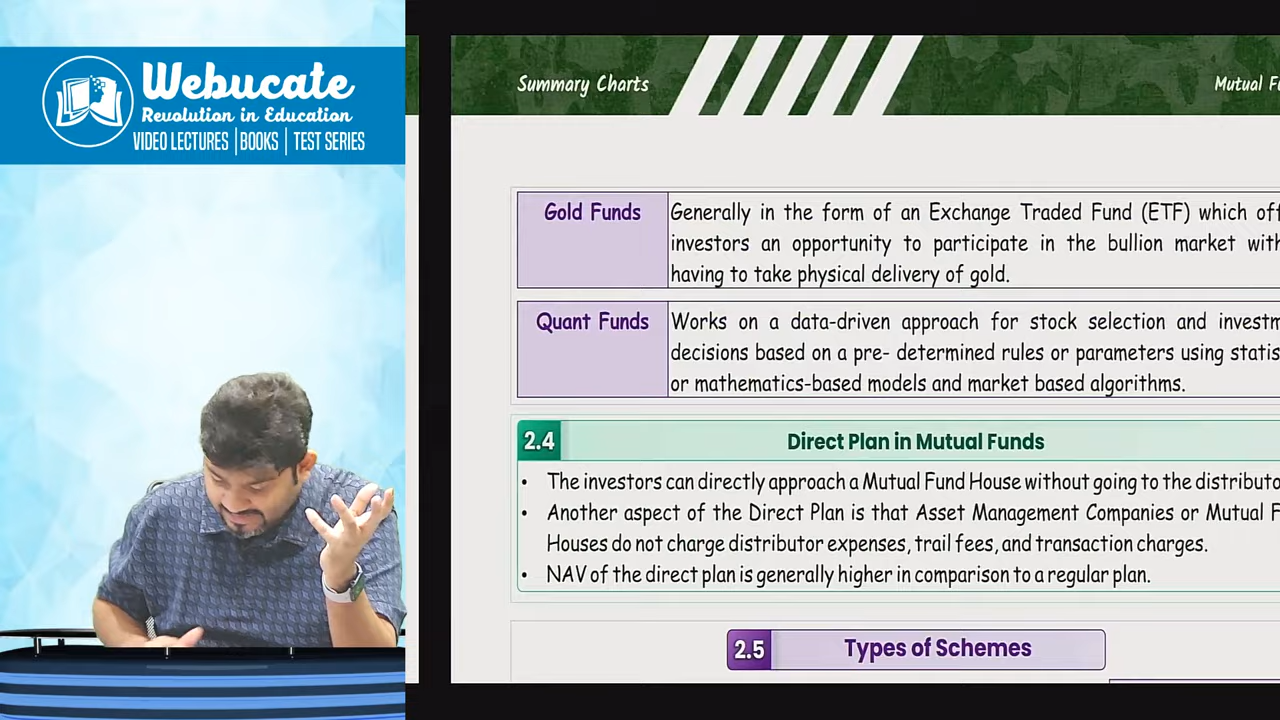 Webucate
Revolution in Education
VIDEO LECTURES | BOOKS | TEST SERIES
Summary Charts
Mutual
Gold Funds
Generally in the form of an Exchange Traded Fund (ETF) which
investors an opportunity to participate in the bullion market
having to take physical delivery of gold.
Quant Funds
Works on a data-driven approach for stock selection and
decisions based on a pre- determined rules or parameters using
or mathematics-based models and market based algorithms.
2.4
Direct Plan in Mutual Funds
• The investors can directly approach a Mutual Fund House without going to the
• Another aspect of the Direct Plan is that Asset Management Companies or Mutual
Houses do not charge distributor expenses, trail fees, and transaction charges.
• NAV of the direct plan is generally higher in comparison to a regular plan.
2.5
Types of Schemes